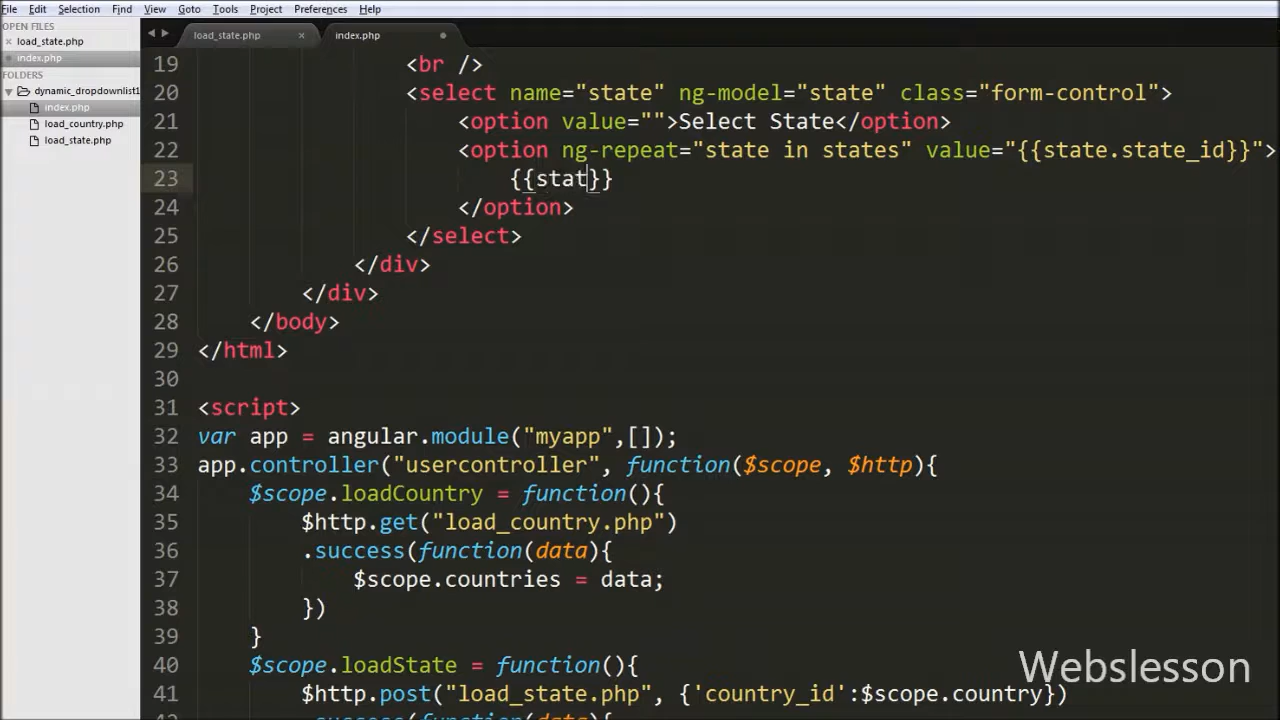 File Edit Selection Find View Goto Tools Project Preferences Help
OPEN FILES
load_state.php
index.php
FOLDERS
dynamic_dropdownlist1
index.php
load_country.php
load_state.php
load_state.php index.php
19 <br />
20 <select name="state" ng-model="state" class="form-control">
21 <option value="">Select State</option>
22 <option ng-repeat="state in states" value="{{state.state_id}}">
23 {{stat}}
24 </option>
25 </select>
26 </div>
27 </div>
28 </body>
29 </html>
30
31 <script>
32 var app = angular.module("myapp",[]);
33 app.controller("usercontroller", function($scope, $http){
34 $scope.loadCountry = function(){
35 $http.get("load_country.php")
36 .success(function(data){
37 $scope.countries = data;
38 })
39 }
40 $scope.loadState = function(){
41 $http.post("load_state.php", {'country_id':$scope.country})
42 .success(function(data){
Webslesson